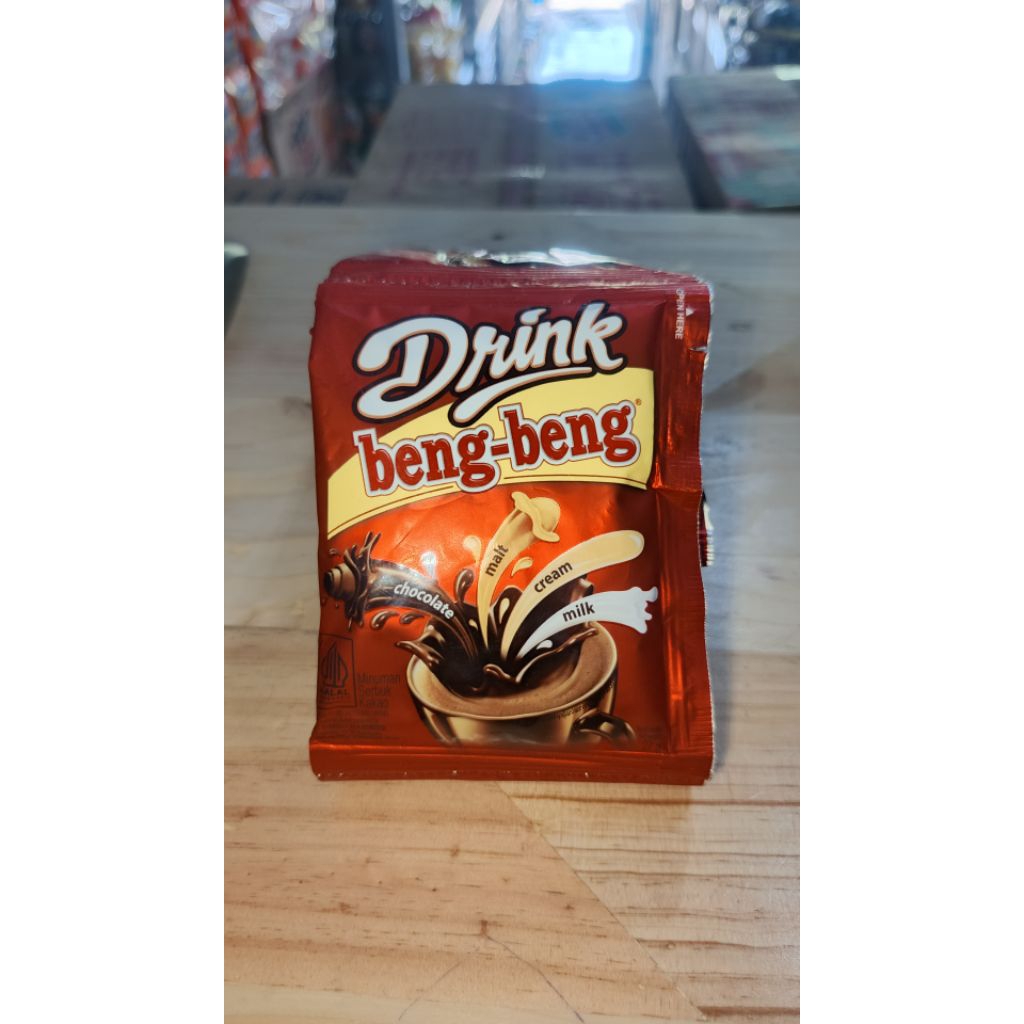 OPEN HERE
Drink
beng-beng®
malt
cream
chocolate
milk
HALAL
Minuman
Serbuk
Kakao